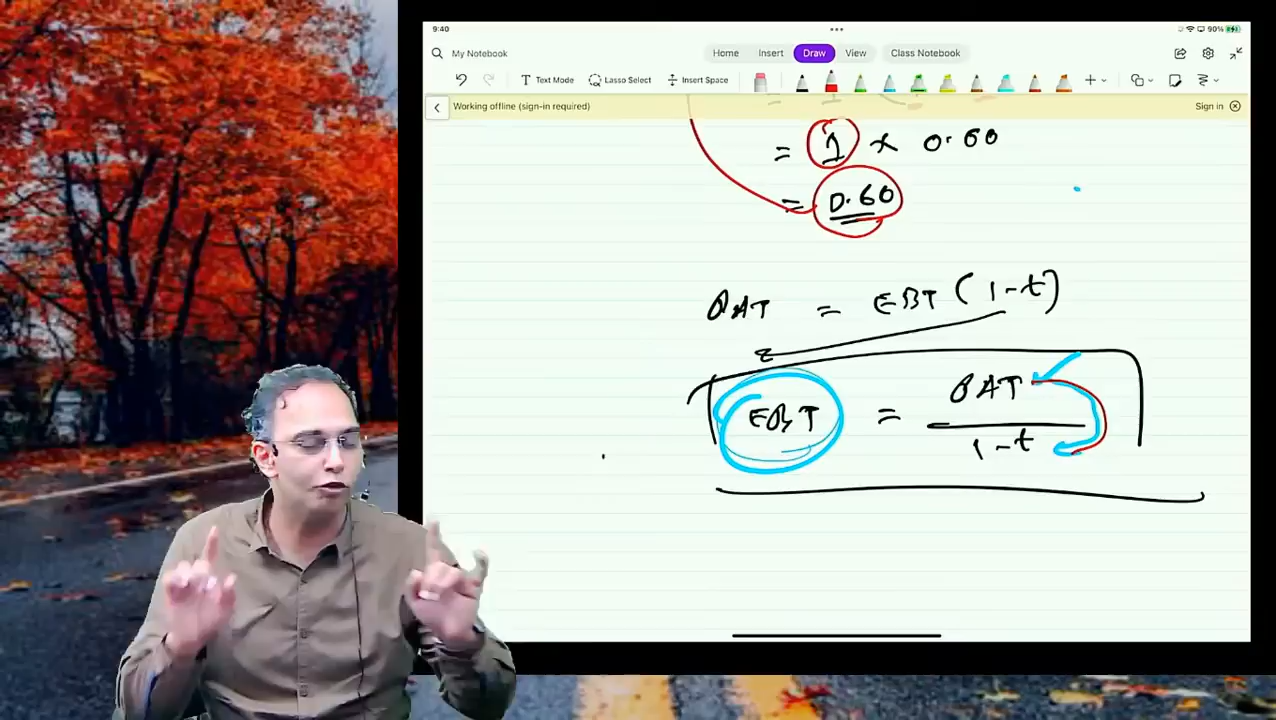 9:40
90%
My Notebook
Home Insert Draw View Class Notebook
Text Mode Lasso Select Insert Space
Working offline (sign-in required) Sign in
= 1 × 0.60
= 0.60
PAT = EBT (1-t)
EBT = PAT
1-t